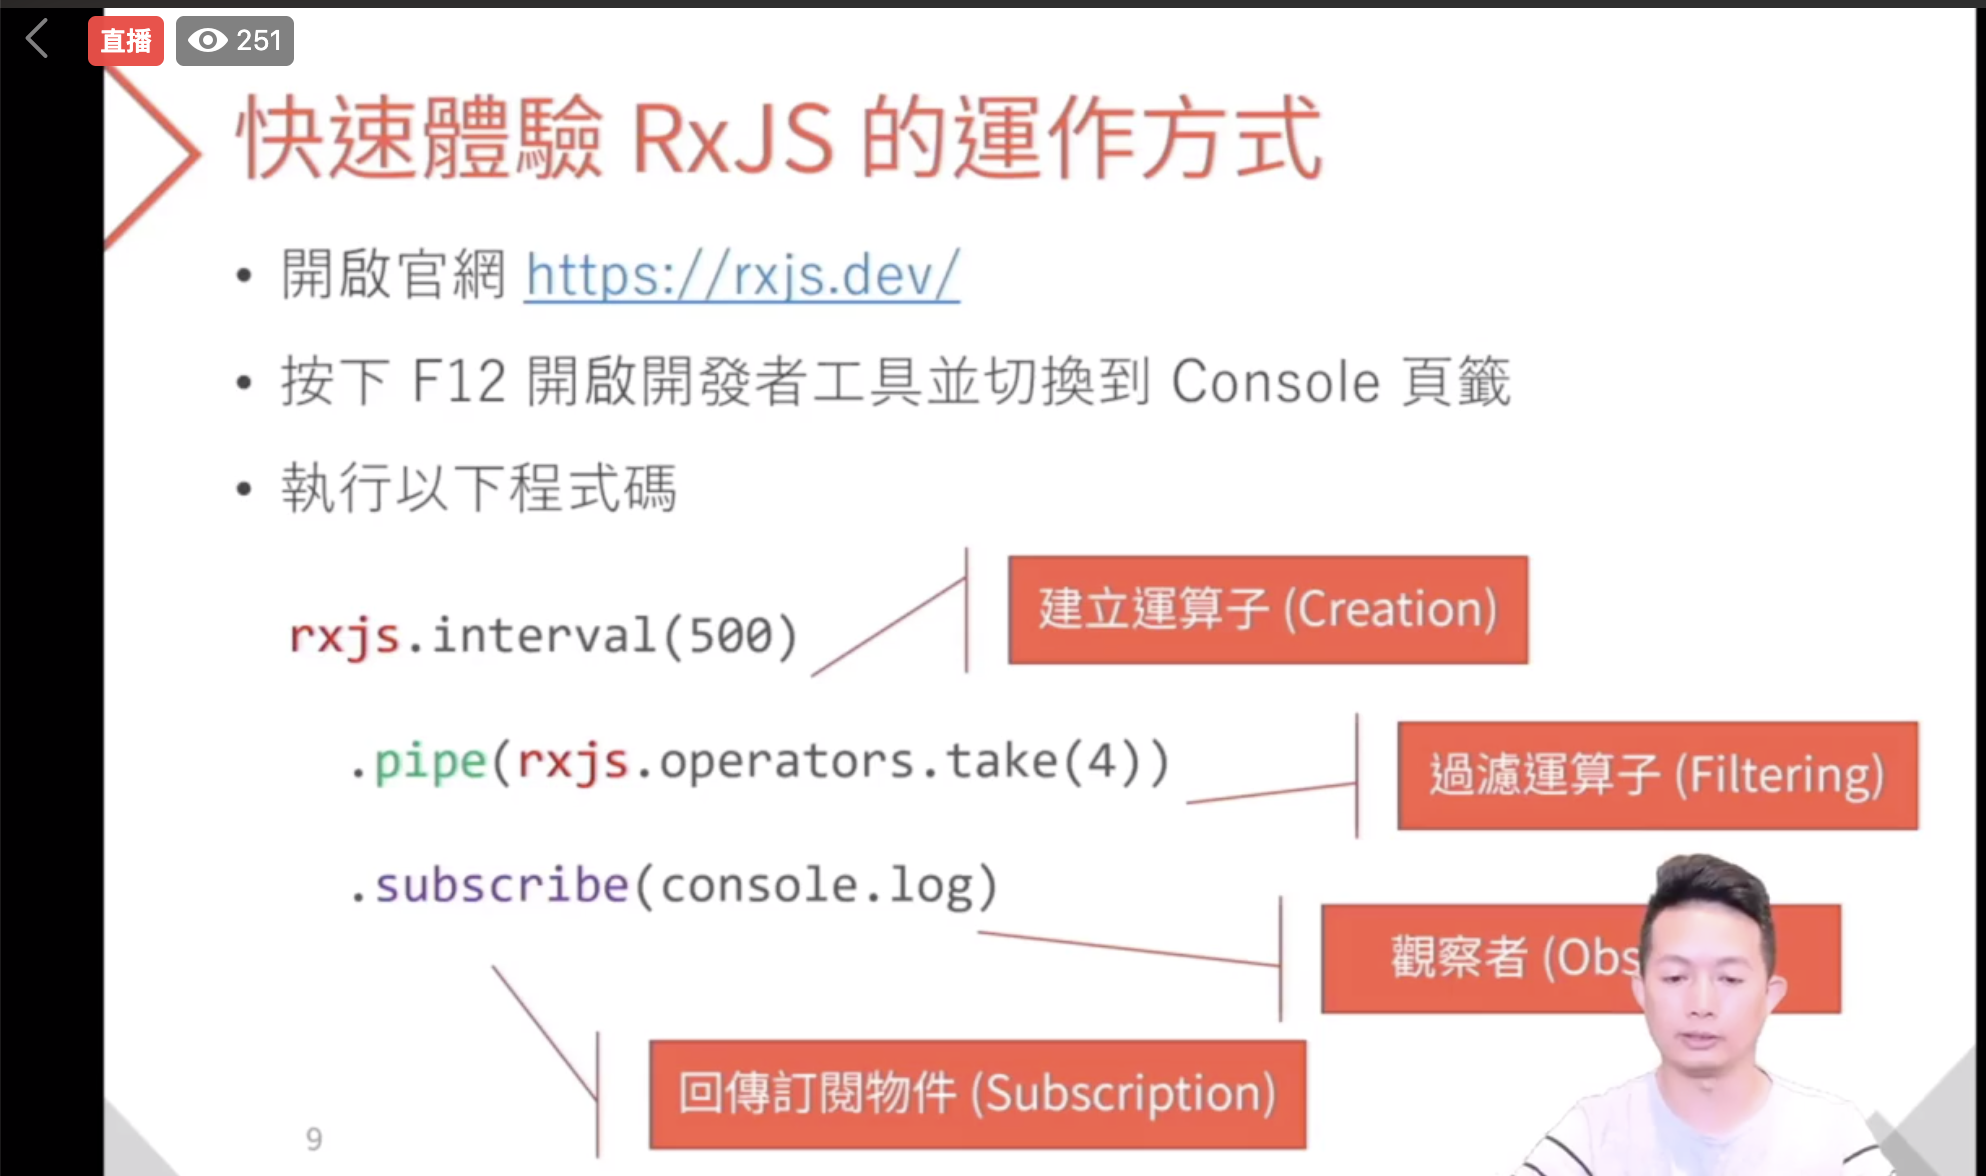 直播 251
快速體驗 RxJS 的運作方式
• 開啟官網 https://rxjs.dev/
• 按下 F12 開啟開發者工具並切換到 Console 頁籤
• 執行以下程式碼
建立運算子 (Creation)
rxjs.interval(500)
過濾運算子 (Filtering)
.pipe(rxjs.operators.take(4))
.subscribe(console.log)
觀察者
回傳訂閱物件 (Subscription)
9